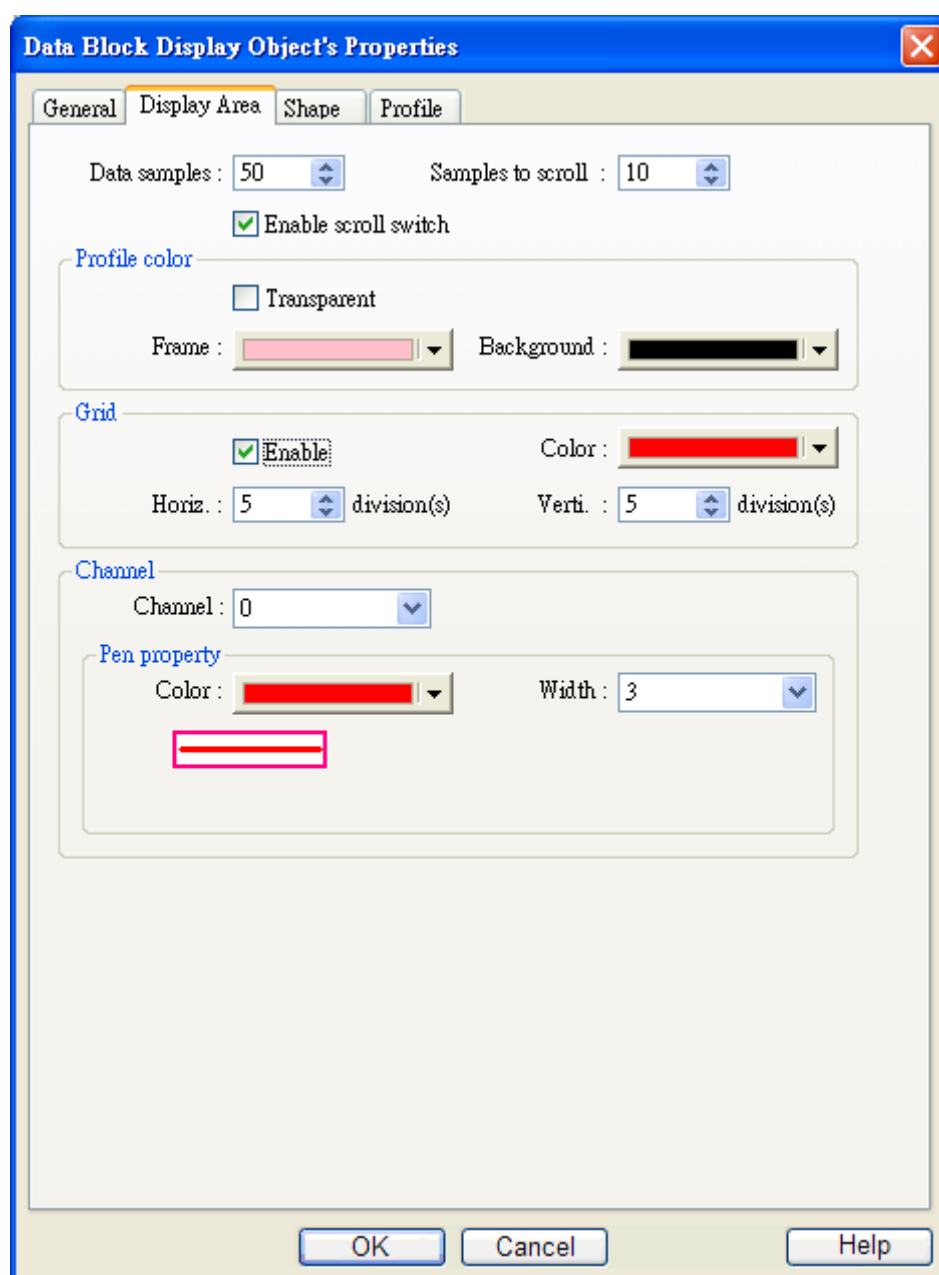 Data Block Display Object's Properties
General Display Area Shape Profile
Data samples : 50 Samples to scroll : 10
Enable scroll switch
Profile color
Transparent
Frame : Background :
Grid
Enable Color :
Horiz. : 5 division(s) Verti. : 5 division(s)
Channel
Channel : 0
Pen property
Color : Width : 3
OK Cancel Help